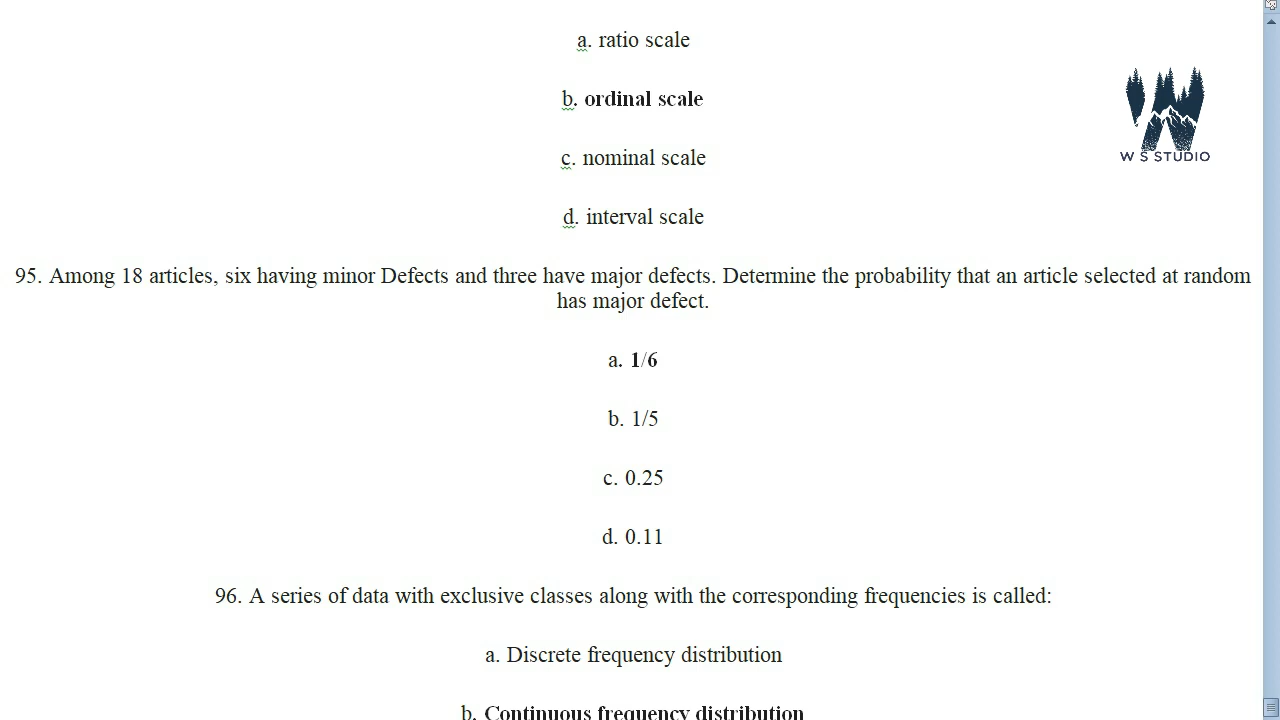 a. ratio scale
b. ordinal scale
W S STUDIO
c. nominal scale
d. interval scale
95. Among 18 articles, six having minor Defects and three have major defects. Determine the probability that an article selected at random
has major defect.
a. 1/6
b. 1/5
c. 0.25
d. 0.11
96. A series of data with exclusive classes along with the corresponding frequencies is called:
a. Discrete frequency distribution
b. Continuous frequency distribution